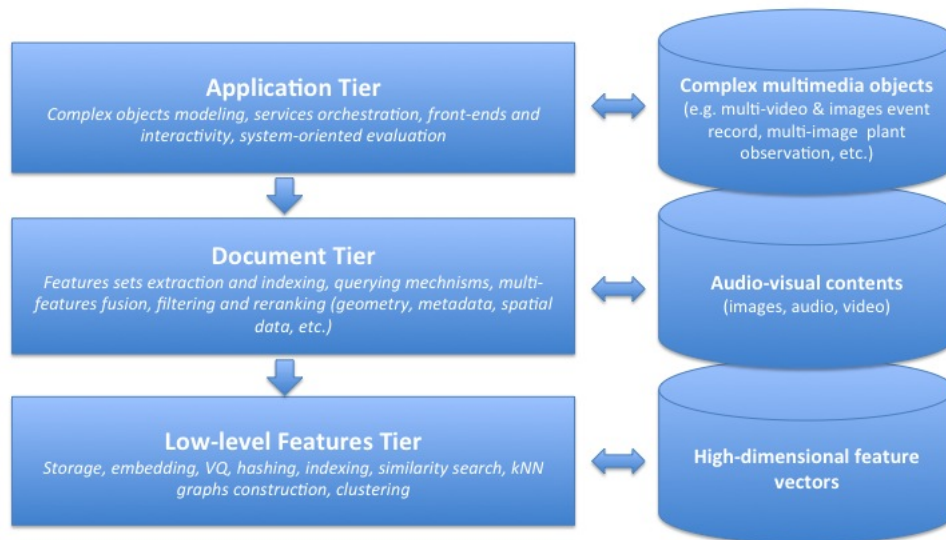 Application Tier
Complex objects modeling, services orchestration, front-ends and
interactivity, system-oriented evaluation
Complex multimedia objects
(e.g. multi-video & images event
record, multi-image plant
observation, etc.)
Document Tier
Features sets extraction and indexing, querying mechnisms, multi-
features fusion, filtering and reranking (geometry, metadata, spatial
data, etc.)
Audio-visual contents
(images, audio, video)
Low-level Features Tier
Storage, embedding, VQ, hashing, indexing, similarity search, kNN
graphs construction, clustering
High-dimensional feature
vectors